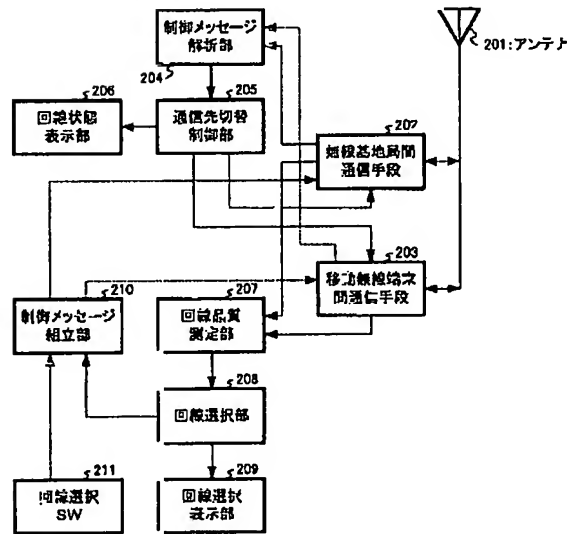 制御メッセージ
解析部
204
201:アンテナ
205
通信先切替
制御部
206
回線状態
表示部
202
無線基地局間
通信手段
203
移動無線端末
間通信手段
210
制御メッセージ
組立部
207
回線品質
測定部
208
回線選択部
211
回線選択
SW
209
回線選択
表示部